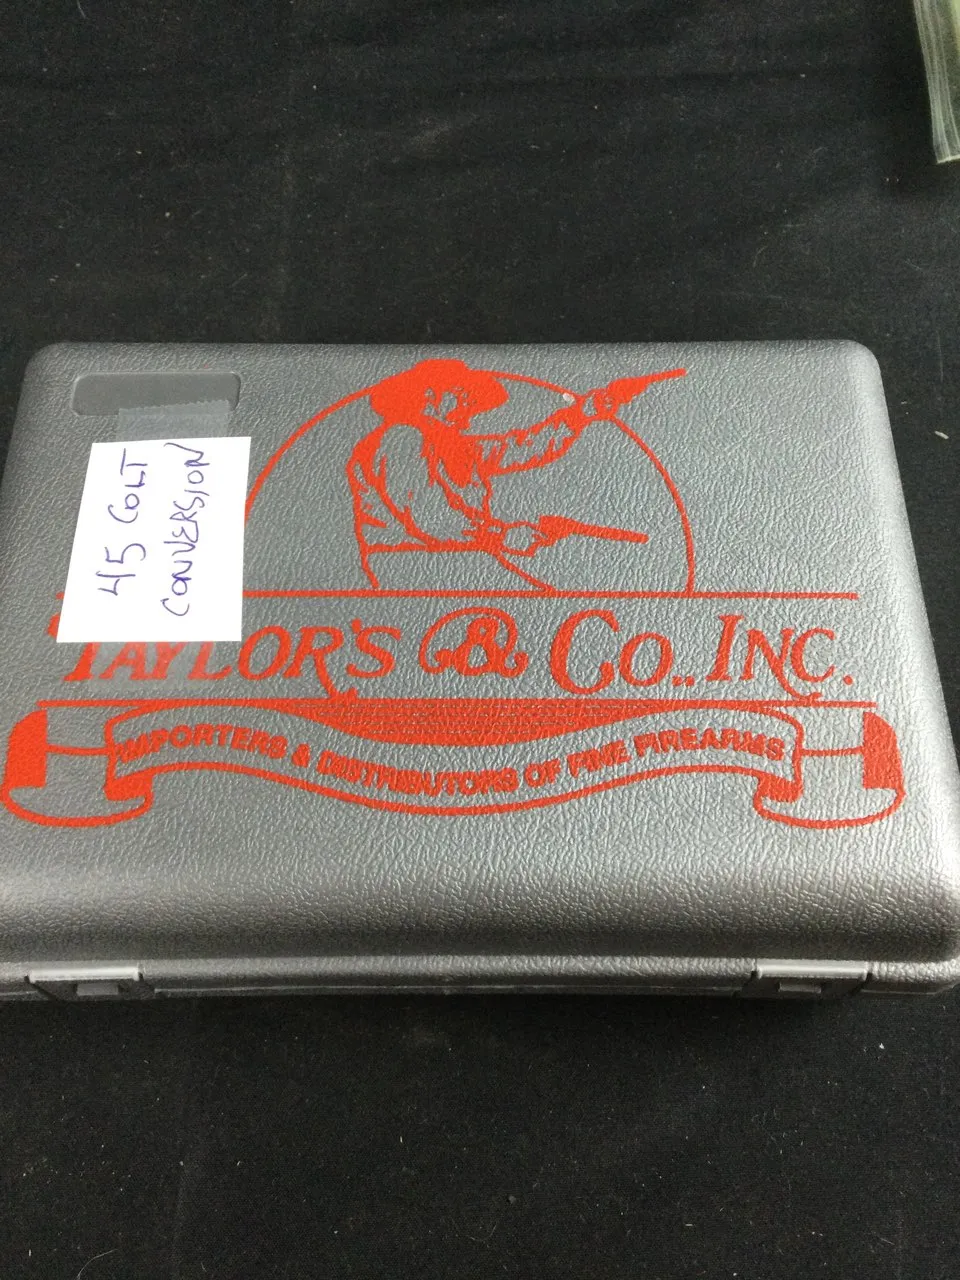 45 COLT
CONVERSION
TAYLOR'S & CO., INC.
IMPORTERS & DISTRIBUTORS OF FINE FIREARMS